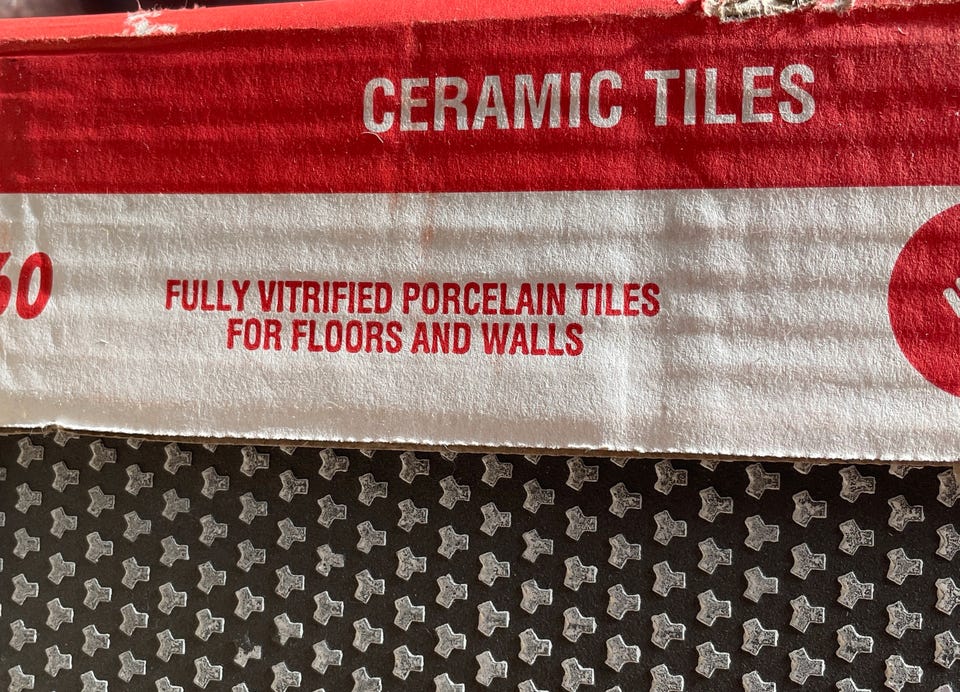 CERAMIC TILES
FULLY VITRIFIED PORCELAIN TILES
FOR FLOORS AND WALLS